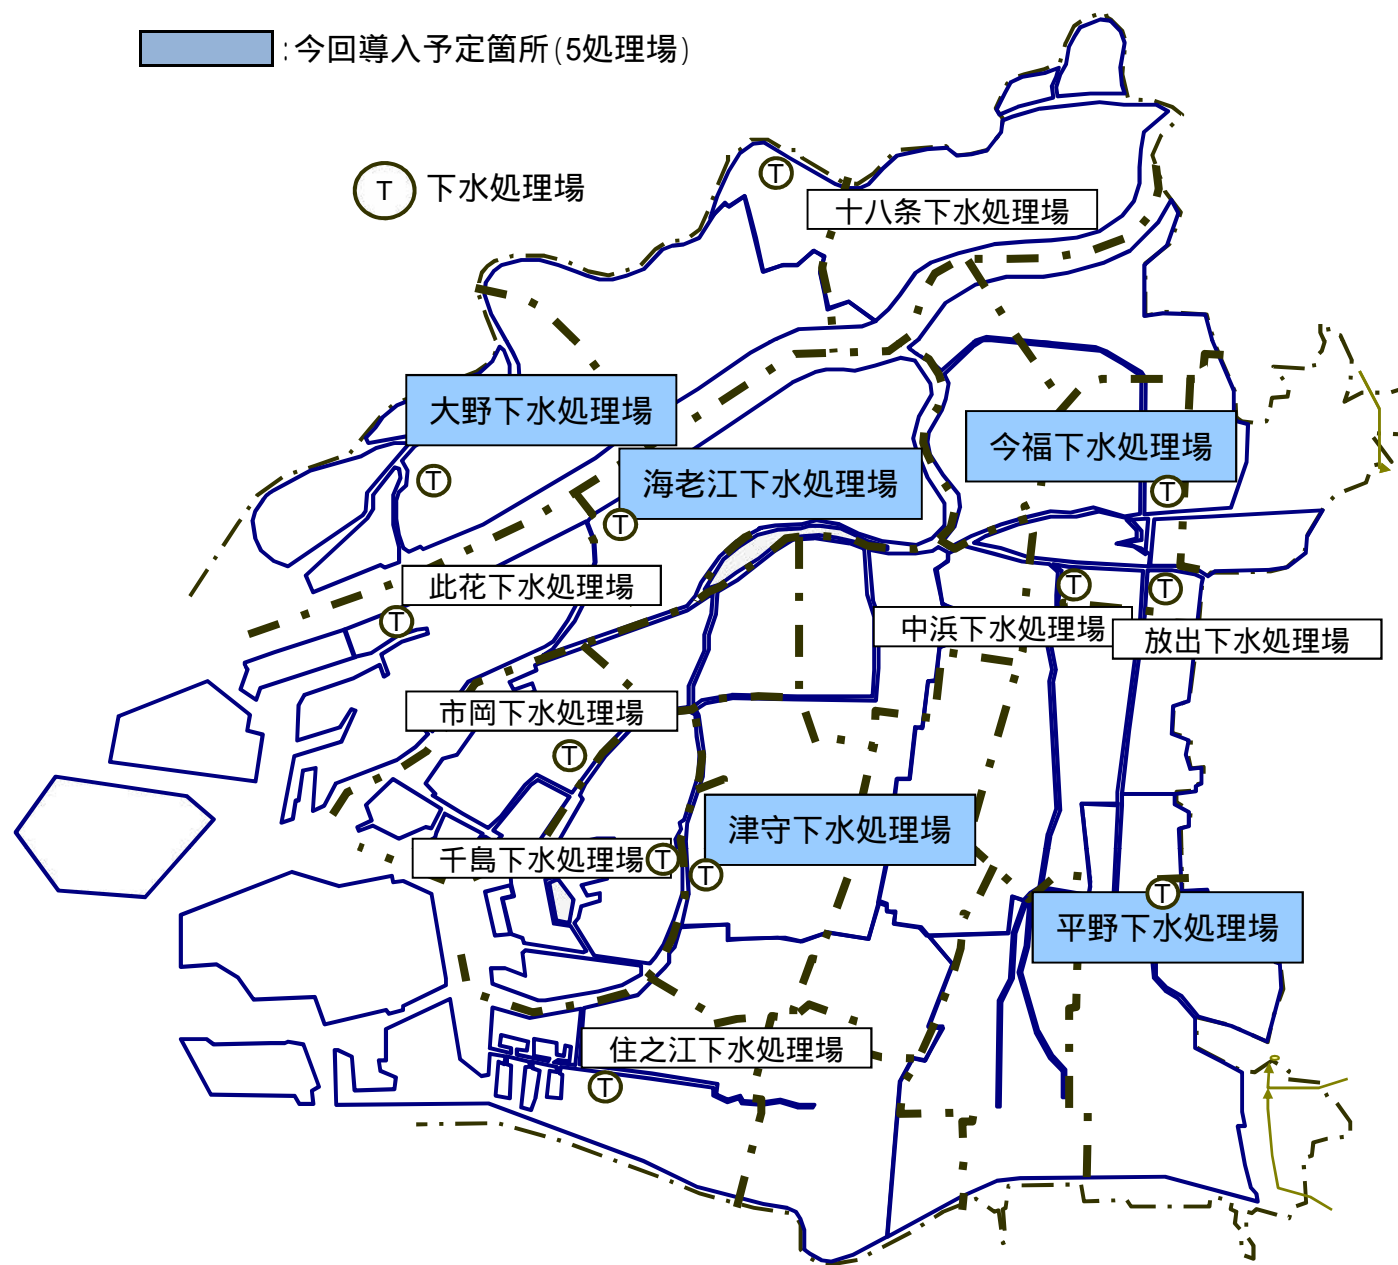 :今回導入予定箇所(5処理場)
T 下水処理場
T
十八条下水処理場
大野下水処理場
T
今福下水処理場
T
海老江下水処理場
T
此花下水処理場
T
T
中浜下水処理場
T
放出下水処理場
市岡下水処理場
T
津守下水処理場
T
千島下水処理場
T
T
平野下水処理場
住之江下水処理場
T